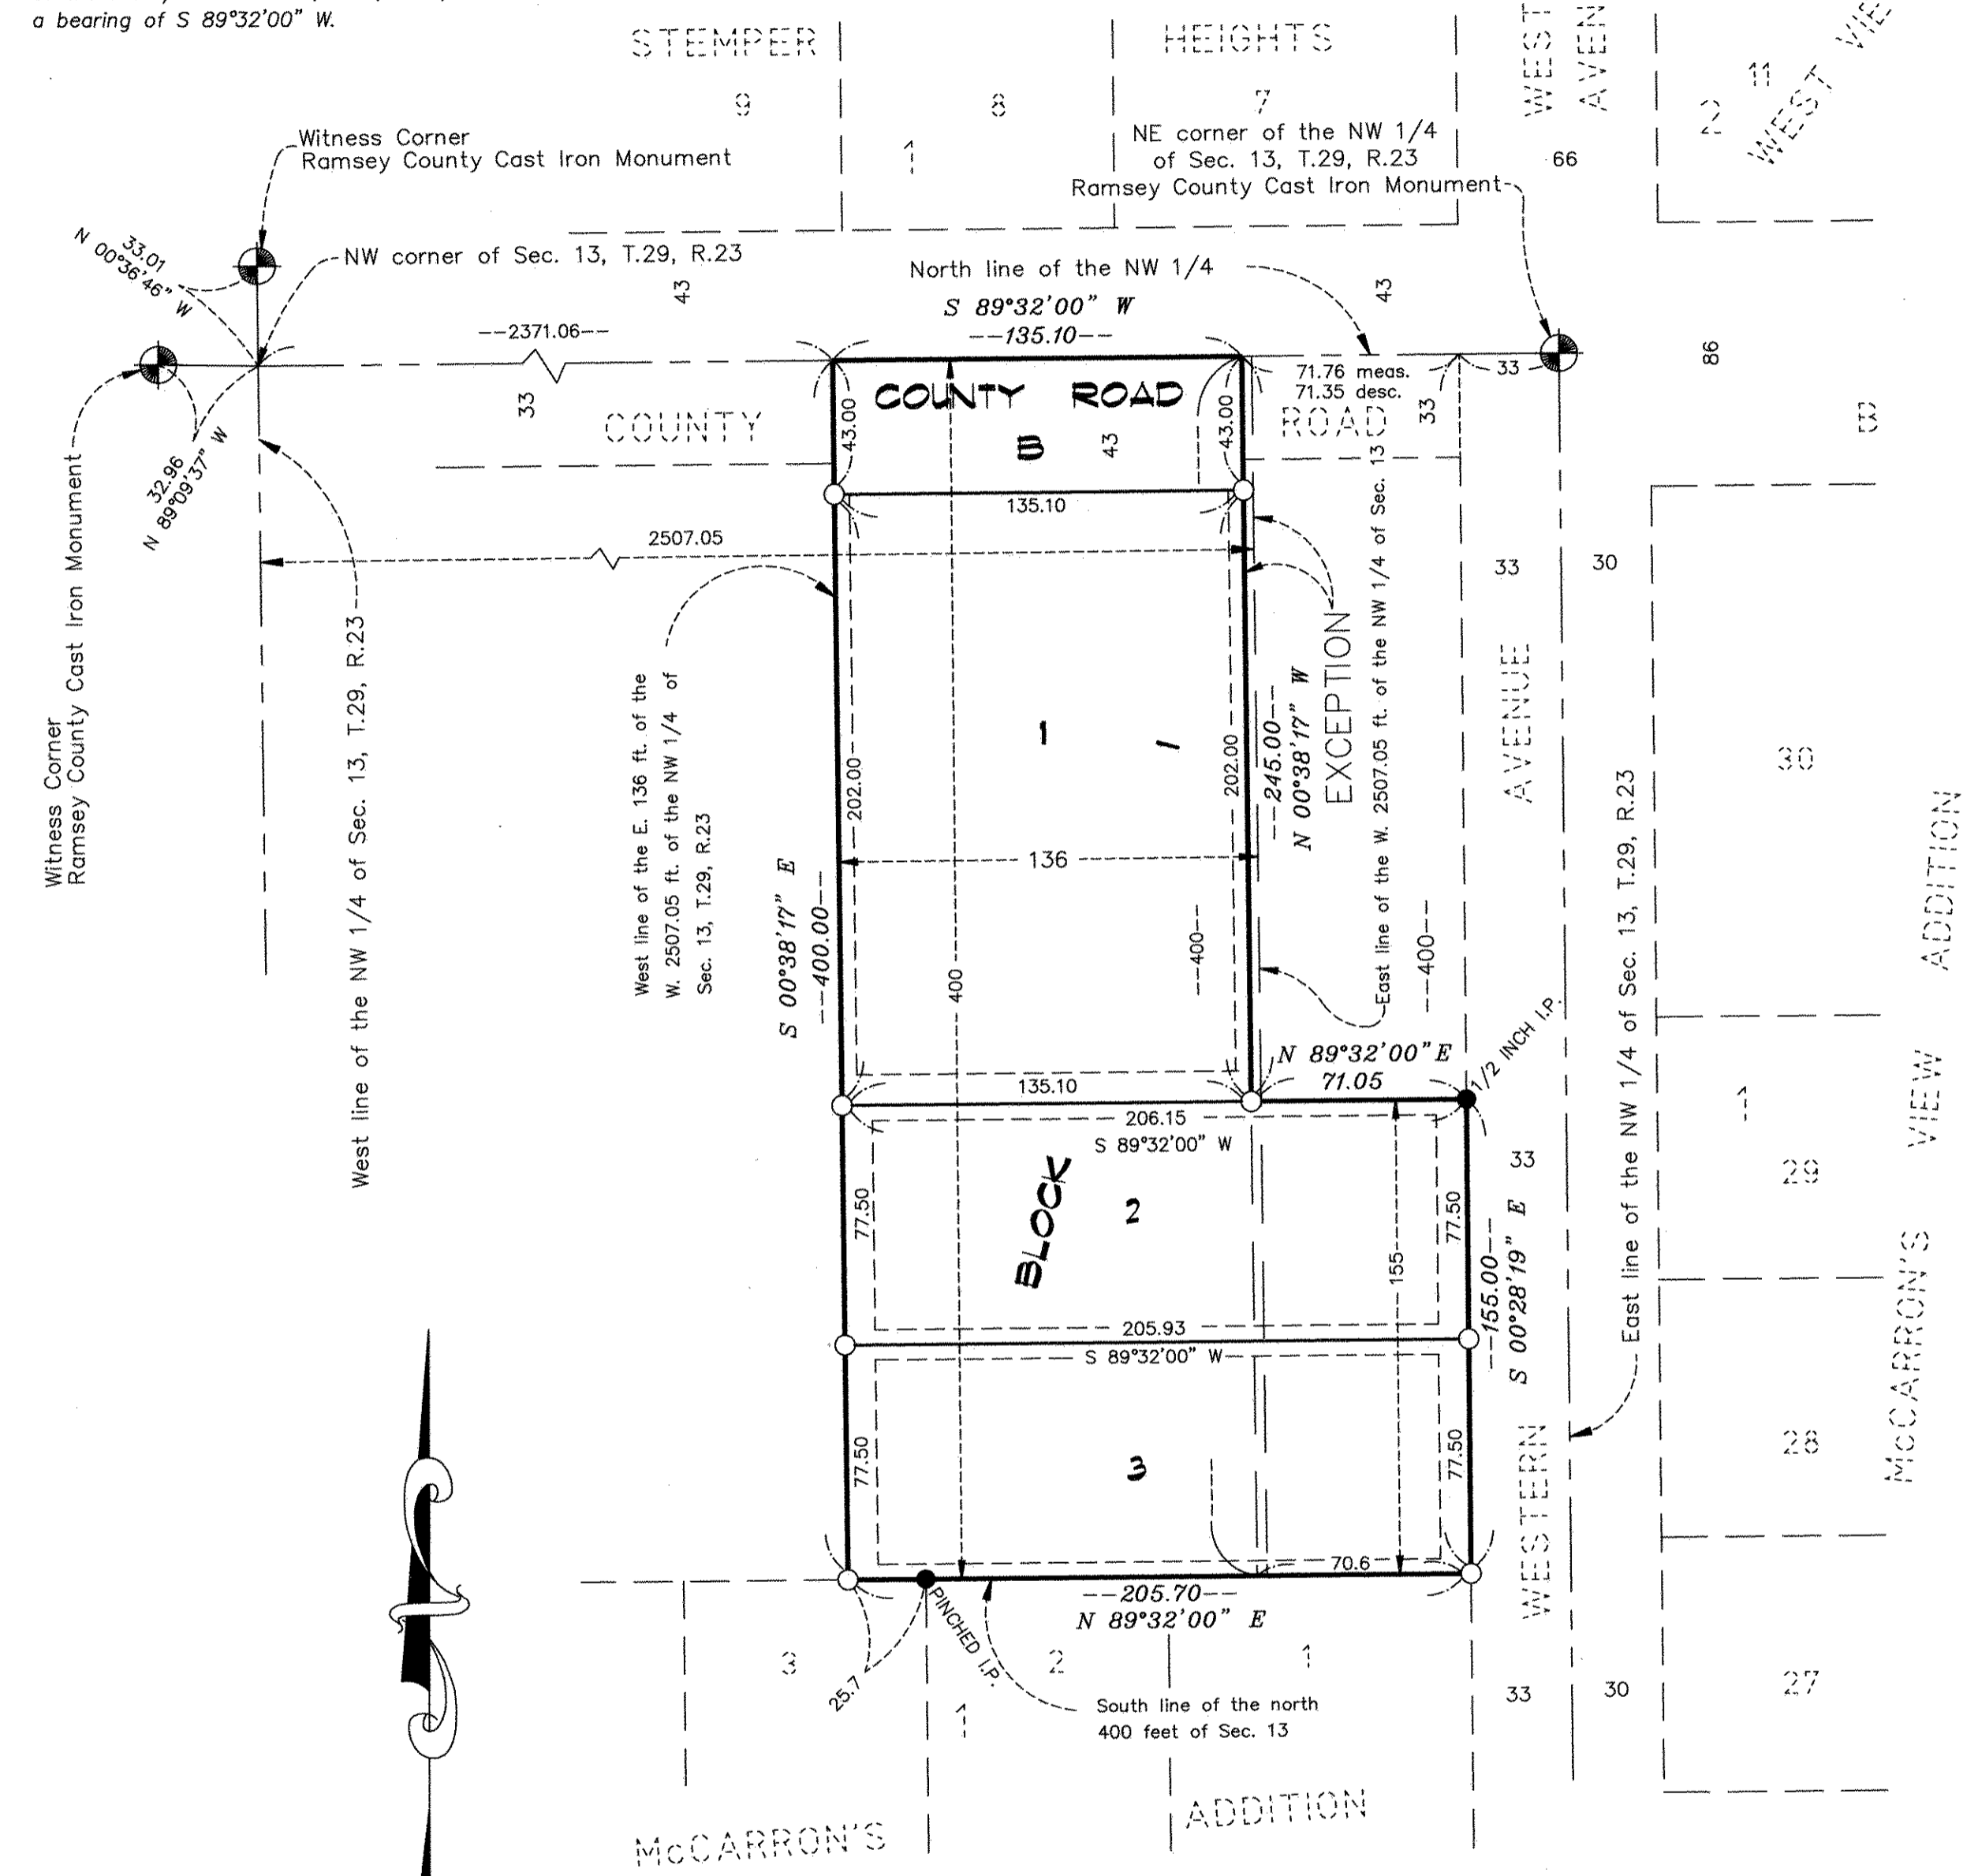 a bearing of S 89°32'00" W.
STEMPER
HEIGHTS
WEST
AVEN
WEST VIE
9
8
7
11
2
1
66
Witness Corner
Ramsey County Cast Iron Monument
NE corner of the NW 1/4
of Sec. 13, T.29, R.23
Ramsey County Cast Iron Monument
33.01
N 00°36'46" W
NW corner of Sec. 13, T.29, R.23
43
North line of the NW 1/4
43
S 89°32'00" W
--135.10--
--2371.06--
71.76 meas.
71.35 desc.
33
86
33
COUNTY
COUNTY ROAD
B
43
43.00
43.00
ROAD
33
B
32.96
N 89°09'37" W
Witness Corner
Ramsey County Cast Iron Monument
135.10
2507.05
33
30
West line of the NW 1/4 of Sec. 13, T.29, R.23
West line of the E. 136 ft. of the
W. 2507.05 ft. of the NW 1/4 of
Sec. 13, T.29, R.23
1
1
202.00
202.00
--245.00--
N 00°38'17" W
EXCEPTION
East line of the W. 2507.05 ft. of the NW 1/4 of Sec. 13
AVENUE
30
136
S 00°38'17" E
--400.00--
400
--400--
--400--
East line of the NW 1/4 of Sec. 13, T.29, R.23
McCARRON'S VIEW ADDITION
N 89°32'00" E
71.05
1/2 INCH I.P.
135.10
206.15
S 89°32'00" W
1
29
33
BLOCK
2
77.50
77.50
155
--155.00--
S 00°28'19" E
205.93
S 89°32'00" W
28
3
77.50
77.50
WESTERN
70.6
--205.70--
N 89°32'00" E
PINCHED I.P.
25.7
3
2
1
1
South line of the north
400 feet of Sec. 13
33
30
27
McCARRON'S
ADDITION